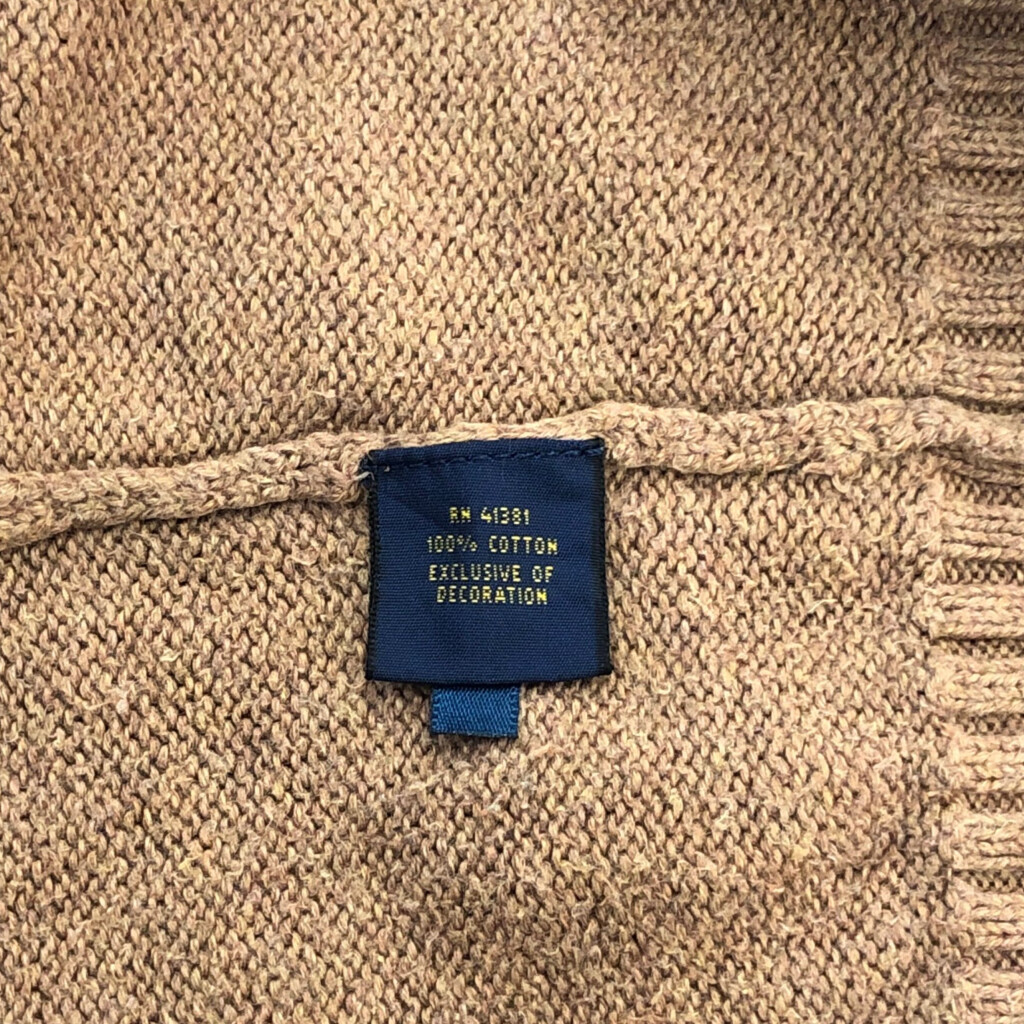 RN 41381
100% COTTON
EXCLUSIVE OF
DECORATION